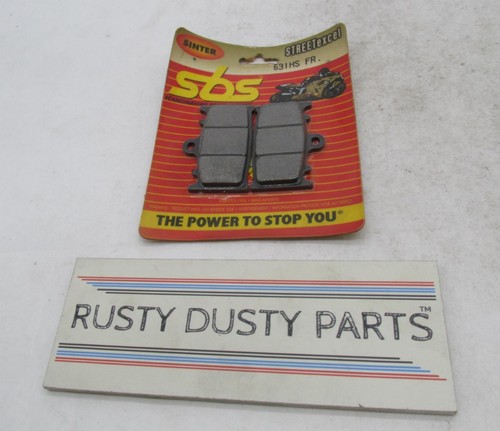 SINTER
STREETexcel
631HS FR.
sbs
THE POWER TO STOP YOU®
RUSTY DUSTY PARTS™